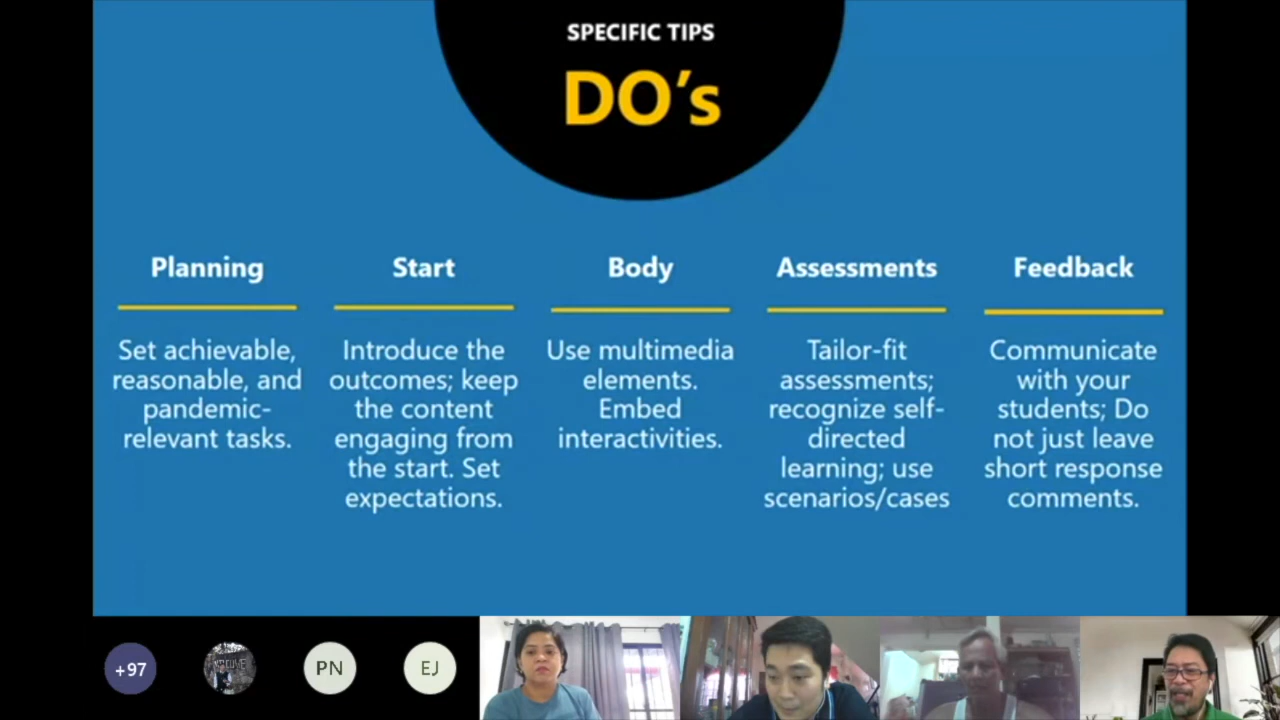 SPECIFIC TIPS
DO's
Planning
Set achievable,
reasonable, and
pandemic-
relevant tasks.
Start
Introduce the
outcomes; keep
the content
engaging from
the start. Set
expectations.
Body
Use multimedia
elements.
Embed
interactivities.
Assessments
Tailor-fit
assessments;
recognize self-
directed
learning; use
scenarios/cases
Feedback
Communicate
with your
students; Do
not just leave
short response
comments.
+97
PN
EJ